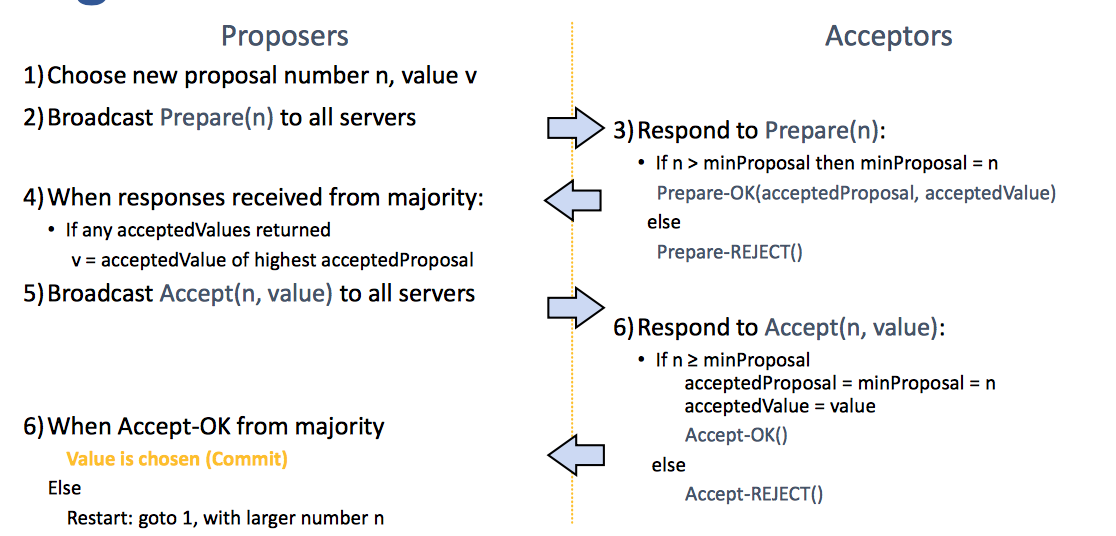 Proposers
1) Choose new proposal number n, value v
2) Broadcast Prepare(n) to all servers
4) When responses received from majority:
• If any acceptedValues returned
v = acceptedValue of highest acceptedProposal
5) Broadcast Accept(n, value) to all servers
6) When Accept-OK from majority
Value is chosen (Commit)
Else
Restart: goto 1, with larger number n
Acceptors
3) Respond to Prepare(n):
• If n > minProposal then minProposal = n
Prepare-OK(acceptedProposal, acceptedValue)
else
Prepare-REJECT()
6) Respond to Accept(n, value):
• If n ≥ minProposal
acceptedProposal = minProposal = n
acceptedValue = value
Accept-OK()
else
Accept-REJECT()